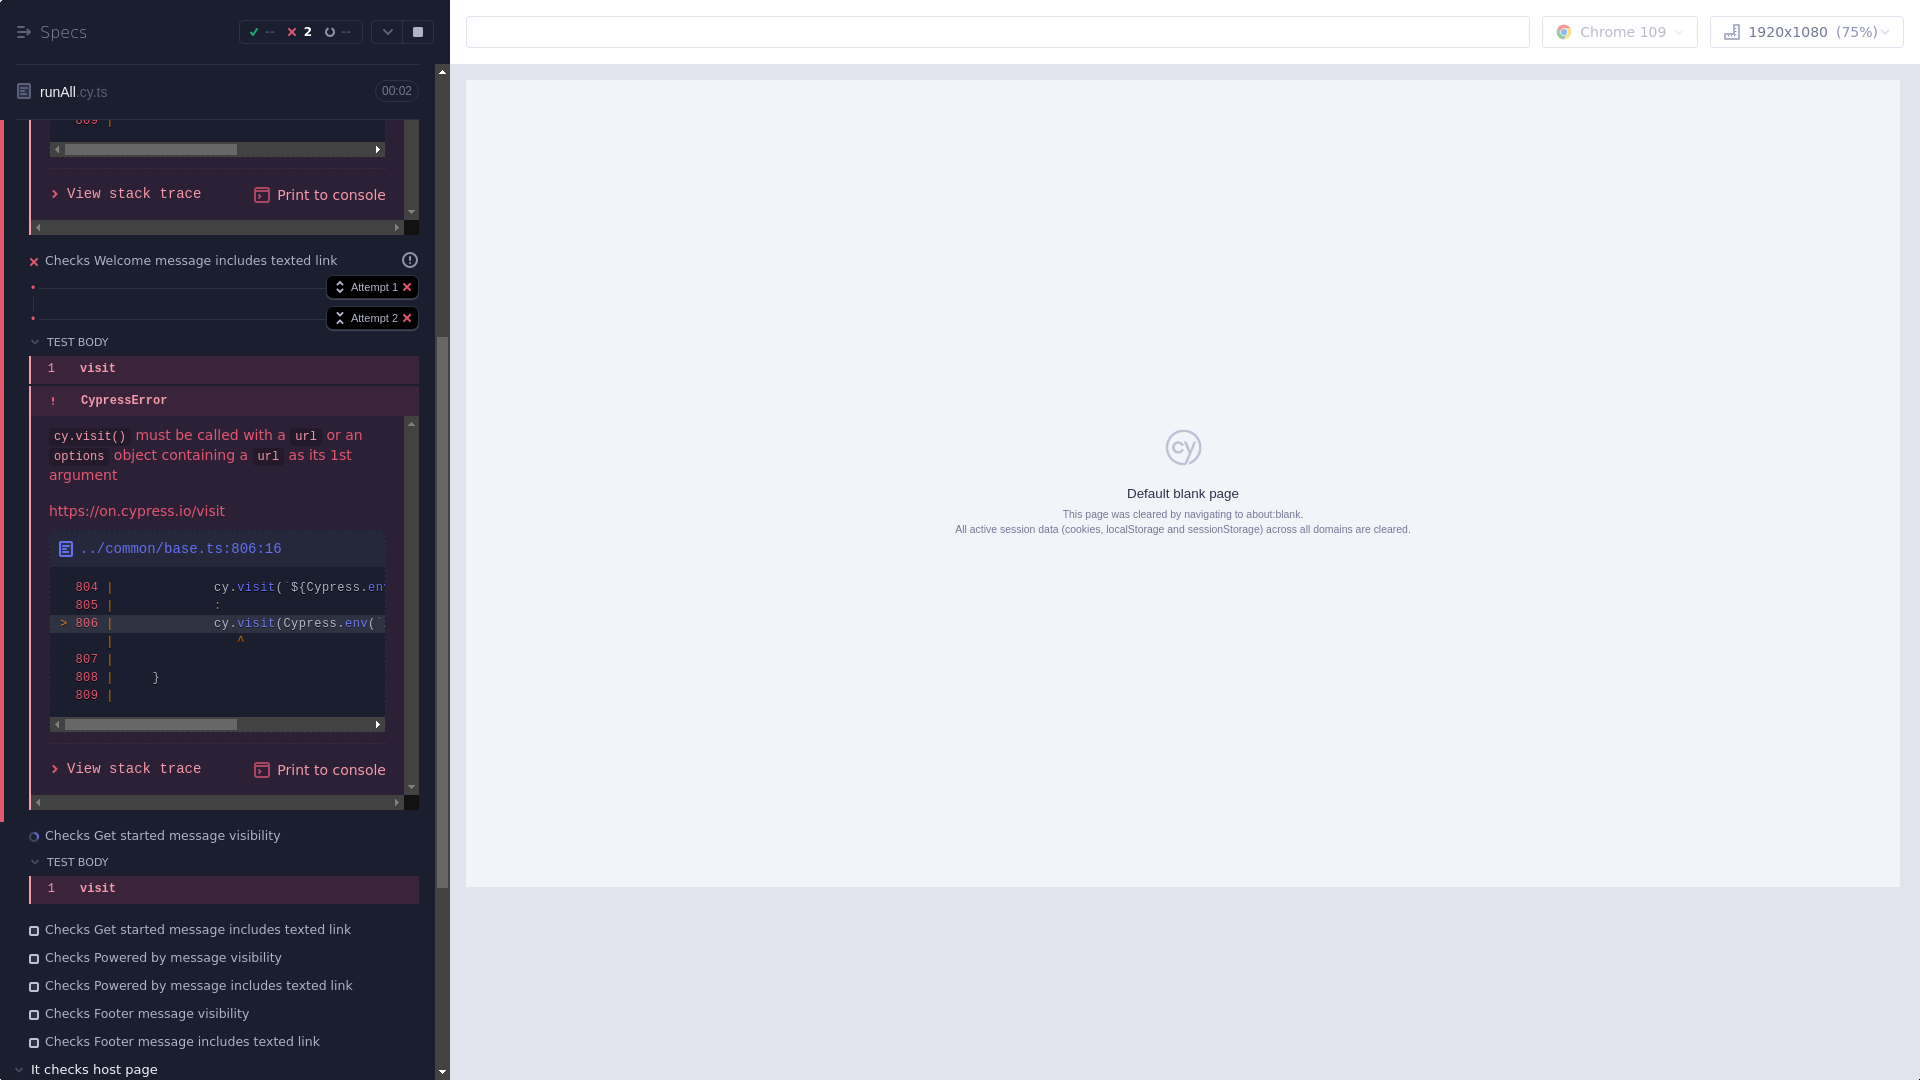 Specs
-- 2 --
Chrome 109
1920x1080 (75%)
runAll.cy.ts
00:02
809 |
View stack trace
Print to console
Checks Welcome message includes texted link
Attempt 1
Attempt 2
TEST BODY
1 visit
! CypressError
cy.visit() must be called with a url or an
options object containing a url as its 1st
argument
https://on.cypress.io/visit
../common/base.ts:806:16
804 | cy.visit(`${Cypress.env
805 | :
> 806 | cy.visit(Cypress.env(`
| ^
807 |
808 | }
809 |
View stack trace
Print to console
Checks Get started message visibility
TEST BODY
1 visit
Checks Get started message includes texted link
Checks Powered by message visibility
Checks Powered by message includes texted link
Checks Footer message visibility
Checks Footer message includes texted link
It checks host page
cy
Default blank page
This page was cleared by navigating to about:blank.
All active session data (cookies, localStorage and sessionStorage) across all domains are cleared.